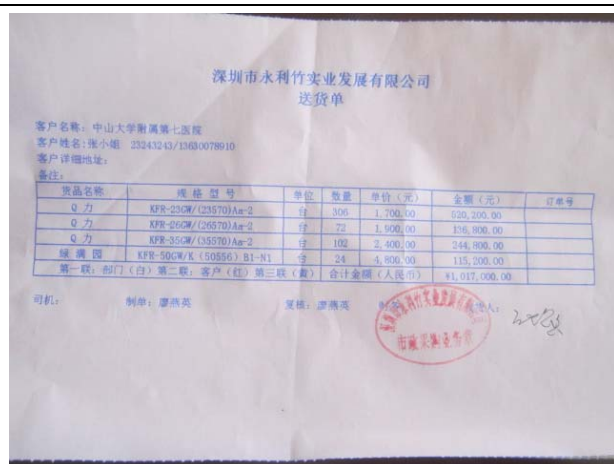 深圳市永利竹实业发展有限公司
送货单
客户名称：中山大学附属第七医院
客户姓名：张小姐 23243243/13630078910
客户详细地址：
备注：
货品名称 规格型号 单位 数量 单价（元） 金额（元） 订单号
Q 力 KFR-23GW/(23570)Aa-2 台 306 1,700.00 520,200.00
Q 力 KFR-26GW/(26570)Aa-2 台 72 1,900.00 136,800.00
Q 力 KFR-35GW/(35570)Aa-2 台 102 2,400.00 244,800.00
绿满园 KFR-50GW/K（50556）B1-N1 台 24 4,800.00 115,200.00
第一联：部门（白）第二联：客户（红）第三联（黄） 合计金额（人民币） ¥1,017,000.00
司机： 制单：廖燕英 复核：廖燕英